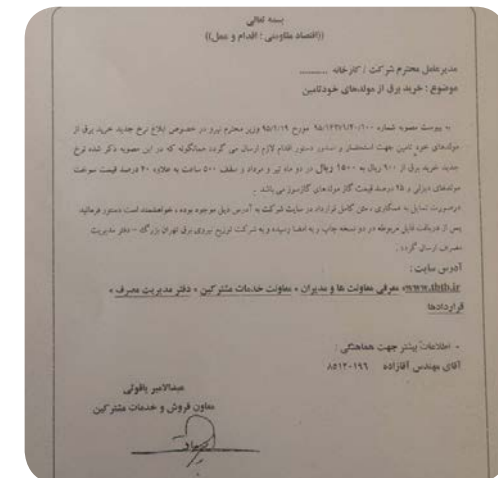 بسمه تعالی
((اقتصاد مقاومتی ؛ اقدام و عمل))
مدیرعامل محترم شرکت / کارخانه ............
موضوع : خرید برق از مولدهای خودتامین
به پیوست مصوبه شماره ۹۵/۱۴۳۷۱/۲۰/۱۰۰ مورخ ۹۵/۲/۱۹ وزیر محترم نیرو در خصوص ابلاغ نرخ جدید خرید برق از
مولدهای خود تامین جهت استحضار و دستور اقدام لازم ارسال می گردد همانگونه که در این مصوبه ذکر شده نرخ
جدید خرید برق از ۹۰۰ ریال به ۱۵۰۰ ریال در دو ماه تیر و مرداد و سقف ۵۰۰ ساعت به علاوه ۲۰ درصد قیمت سوخت
مولدهای دیزلی و ۲۵ درصد قیمت گاز مولدهای گازسوز می باشد .
درصورت تمایل به همکاری ، متن کامل قرارداد در سایت شرکت به آدرس ذیل موجود بوده ، خواهشمند است دستور فرمائید
پس از دریافت فایل مربوطه در دو نسخه چاپ و به امضا رسیده و به شرکت توزیع نیروی برق تهران بزرگ – دفتر مدیریت
مصرف ارسال گردد .
آدرس سایت :
www.tbtb.ir» معرفی معاونت ها و مدیران » معاونت خدمات مشترکین » دفتر مدیریت مصرف »
قراردادها
- اطلاعات بیشتر جهت هماهنگی :
آقای مهندس آقازاده ۸۵۱۲۰۱۹۶
عبدالامیر یاقوتی
معاون فروش و خدمات مشترکین